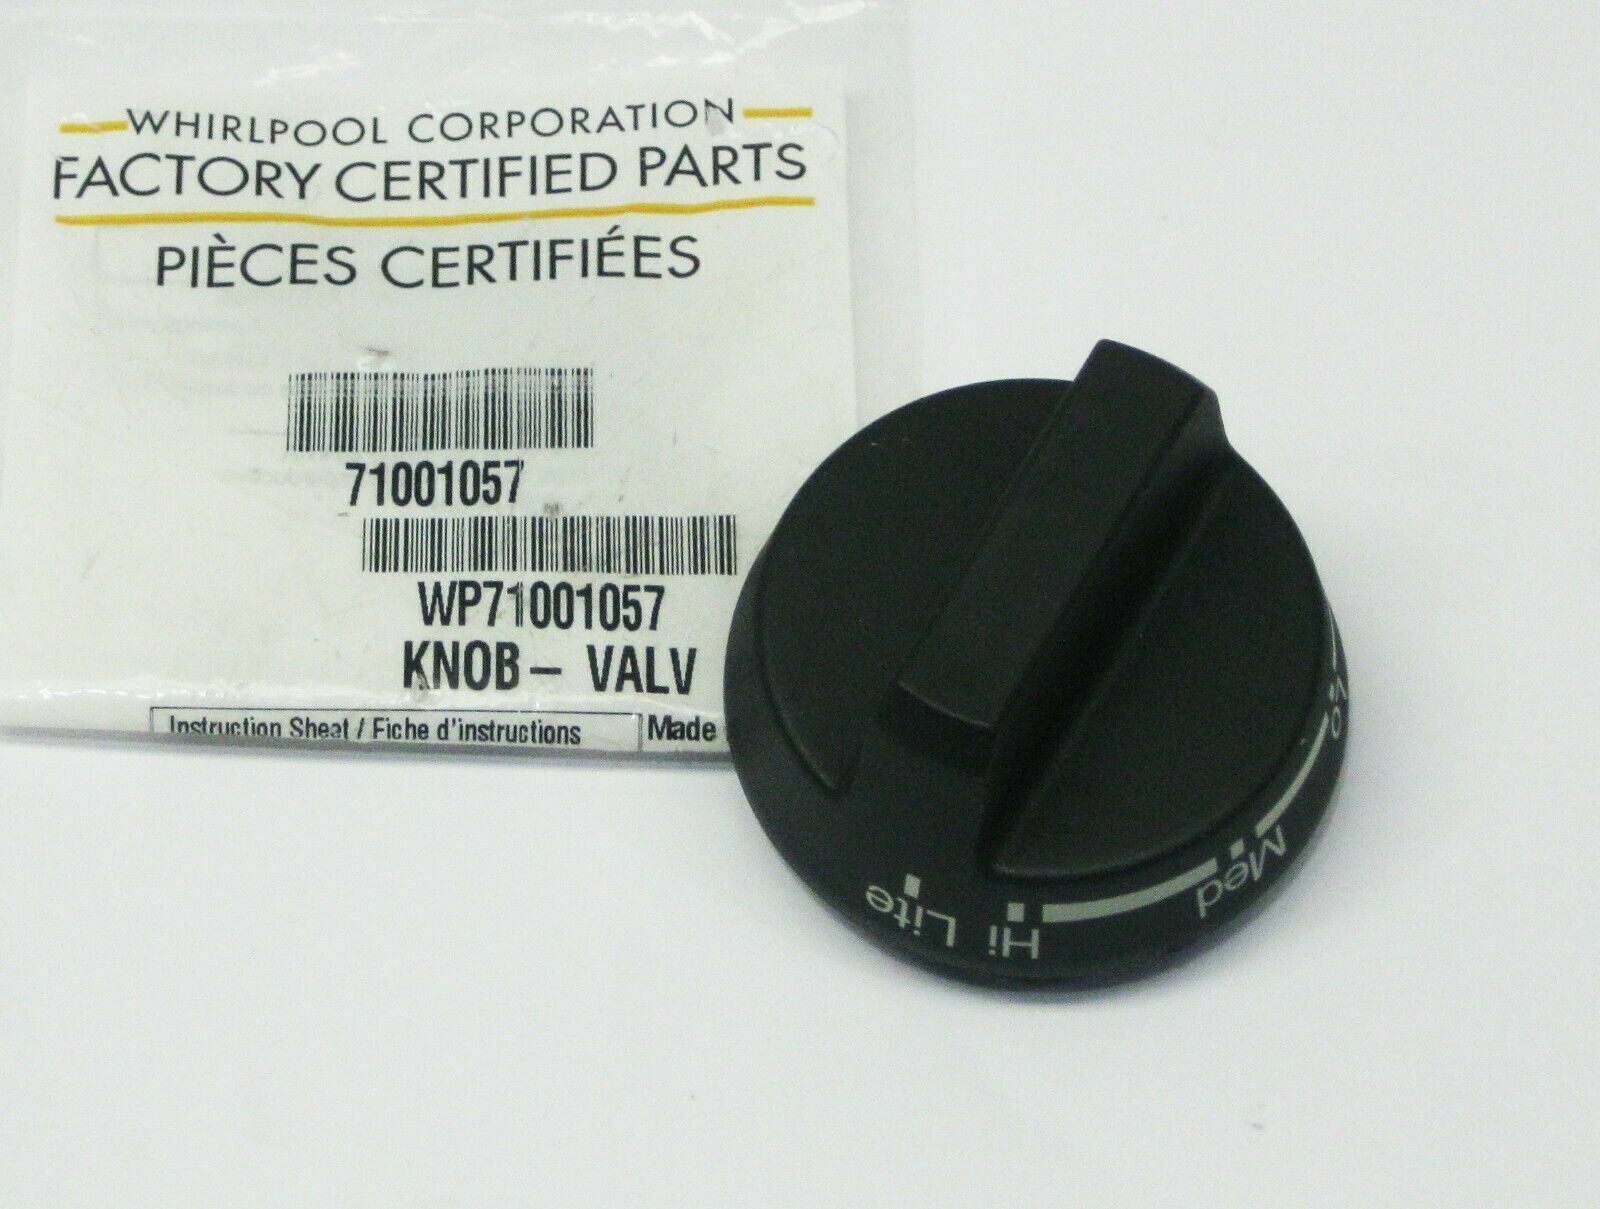 WHIRLPOOL CORPORATION
FACTORY CERTIFIED PARTS
PIÈCES CERTIFIÉES
71001057
WP71001057
KNOB- VALV
Instruction Sheet / Fiche d'instructions
Made
Lite
Hi
Med